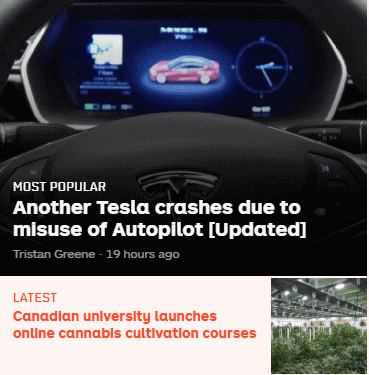 MODEL S
MOST POPULAR
Another Tesla crashes due to
misuse of Autopilot [Updated]
Tristan Greene - 19 hours ago
LATEST
Canadian university launches
online cannabis cultivation courses